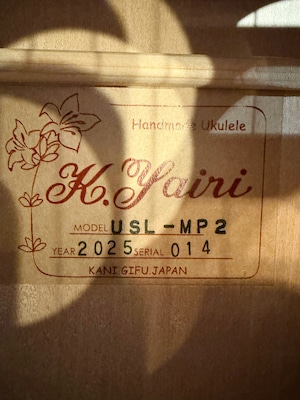 Handmade Ukulele
K.Yairi
MODEL USL-MP2
YEAR 2025 SERIAL 014
KANI.GIFU.JAPAN